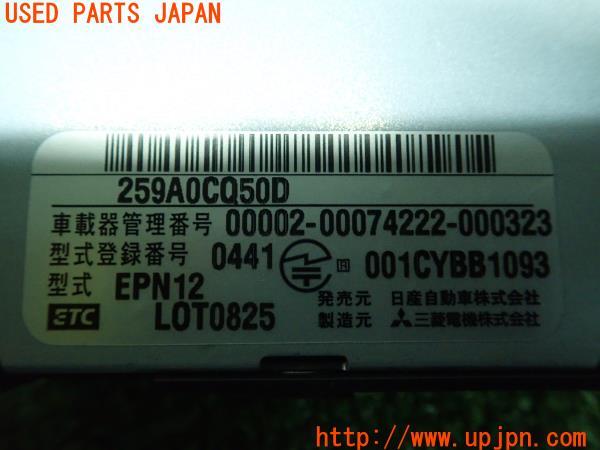 USED PARTS JAPAN
259A0CQ50D
車載器管理番号 00002-00074222-000323
型式登録番号 0441 R 001CYBB1093
型式 EPN12
ETC LOT0825
発売元 日産自動車株式会社
製造元 三菱電機株式会社
http://www.upjpn.com/